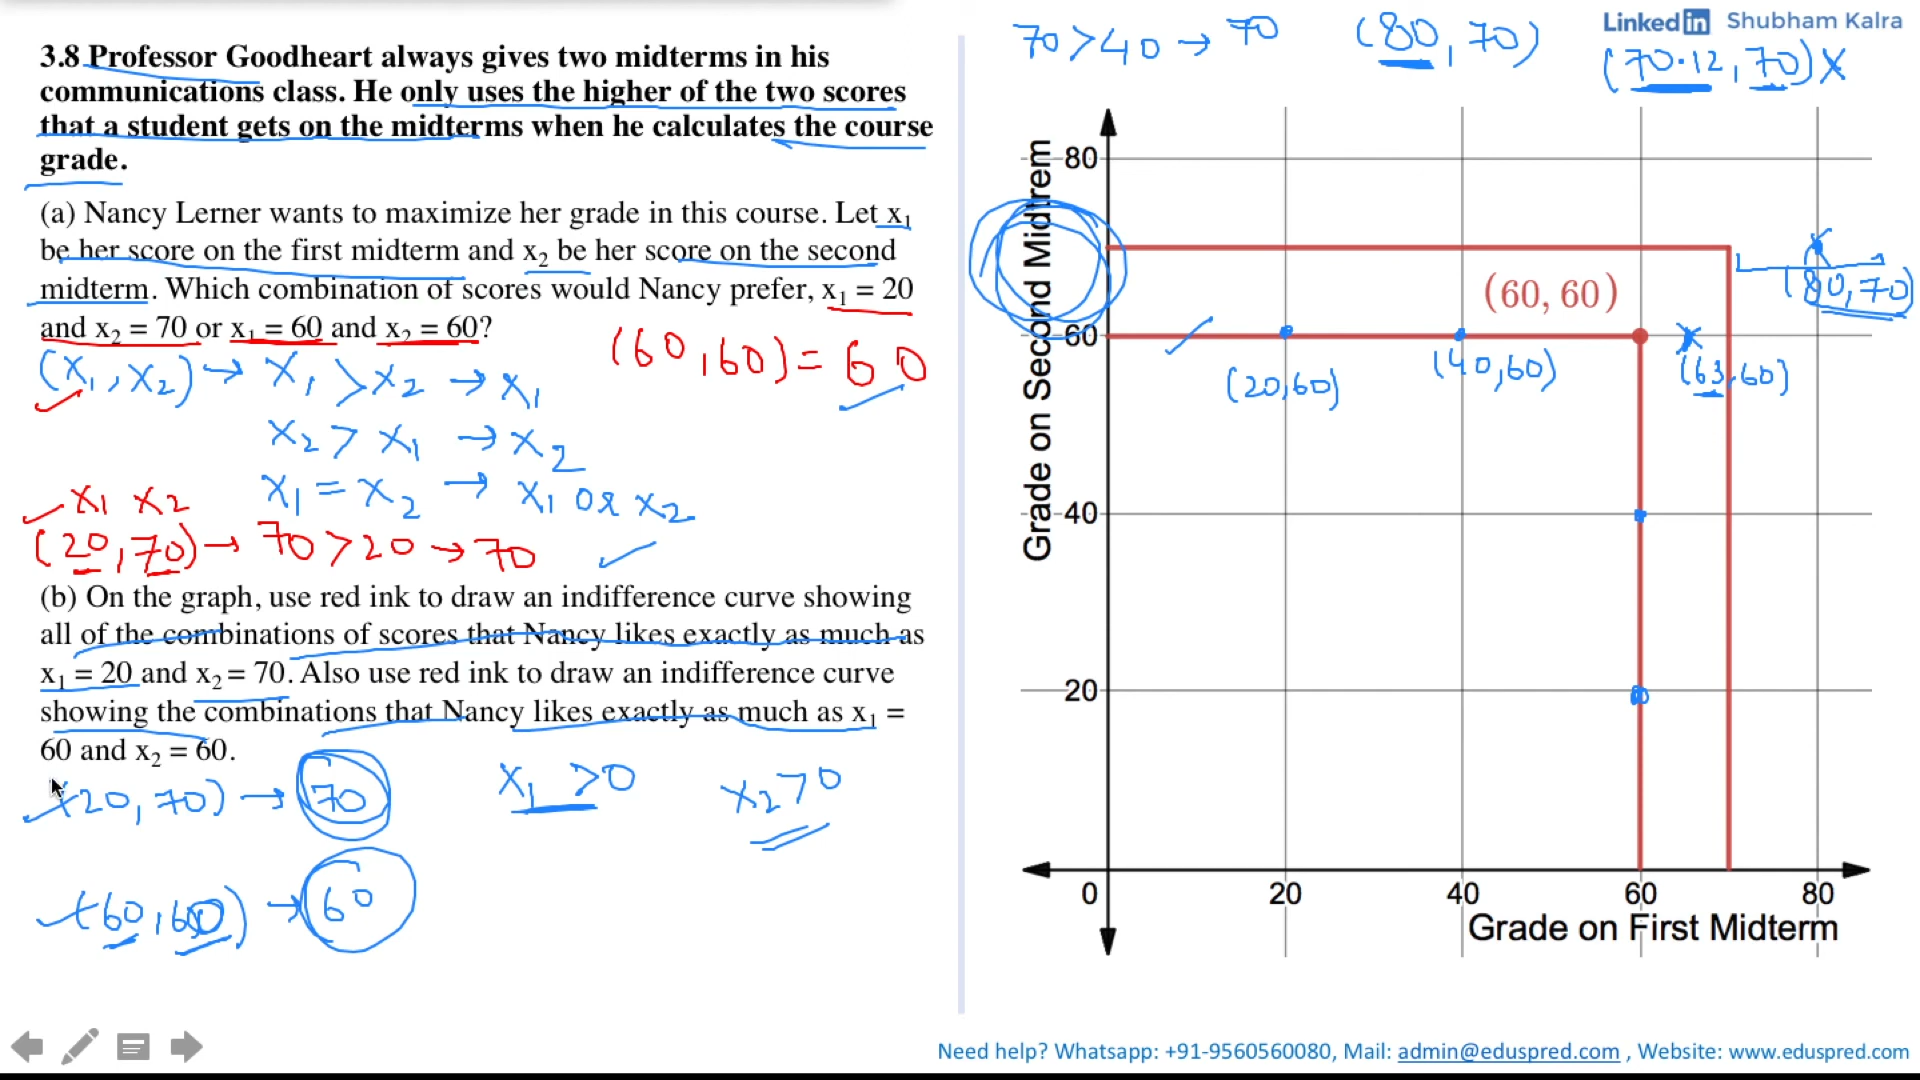 3.8 Professor Goodheart always gives two midterms in his
communications class. He only uses the higher of the two scores
that a student gets on the midterms when he calculates the course
grade.
(a) Nancy Lerner wants to maximize her grade in this course. Let x₁
be her score on the first midterm and x₂ be her score on the second
midterm. Which combination of scores would Nancy prefer, x₁ = 20
and x₂ = 70 or x₁ = 60 and x₂ = 60?
(60,60) = 60
(x₁, x₂) → x₁ > x₂ → x₁
x₂ > x₁ → x₂
x₁ = x₂ → x₁ or x₂
x₁ x₂
(20,70) → 70 > 20 → 70
(b) On the graph, use red ink to draw an indifference curve showing
all of the combinations of scores that Nancy likes exactly as much as
x₁ = 20 and x₂ = 70. Also use red ink to draw an indifference curve
showing the combinations that Nancy likes exactly as much as x₁ =
60 and x₂ = 60.
(20,70) → 70
x₁ > 0
x₂ > 0
(60,60) → 60
70 > 40 → 70
(80, 70)
Linked in Shubham Kalra
(70.12, 70) X
Grade on Second Midtrem
80
60
40
20
(60, 60)
(80,70)
(20,60)
(40,60)
(63,60)
0 20 40 60 80
Grade on First Midterm
Need help? Whatsapp: +91-9560560080, Mail: admin@eduspred.com , Website: www.eduspred.com